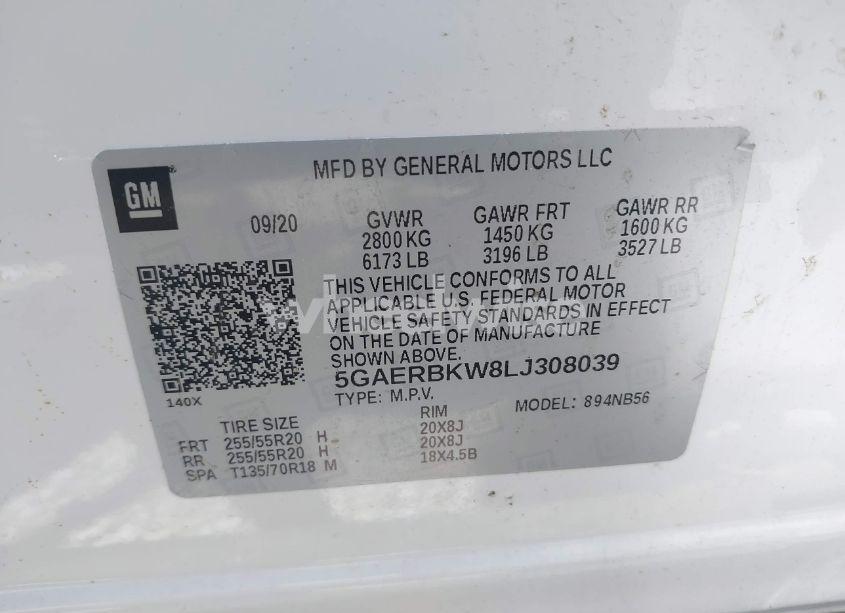 MFD BY GENERAL MOTORS LLC
GM
09/20 GVWR GAWR FRT GAWR RR
2800 KG 1450 KG 1600 KG
6173 LB 3196 LB 3527 LB
THIS VEHICLE CONFORMS TO ALL
APPLICABLE U.S. FEDERAL MOTOR
VEHICLE SAFETY STANDARDS IN EFFECT
ON THE DATE OF MANUFACTURE
SHOWN ABOVE.
5GAERBKW8LJ308039
140X
TYPE: M.P.V. MODEL: 894NB56
TIRE SIZE RIM
FRT 255/55R20 H 20X8J
RR 255/55R20 H 20X8J
SPA T135/70R18 M 18X4.5B